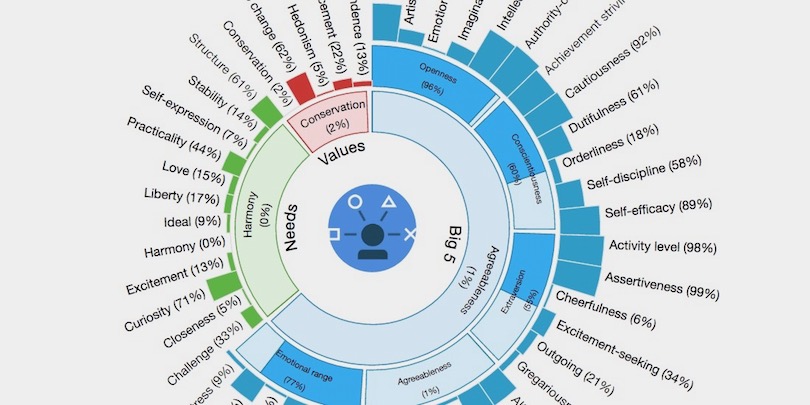 change (62%)
Hedonism (5%)
(22%)
(13%)
Conservation (2%)
Structure (61%)
Stability (14%)
Self-expression (7%)
Practicality (44%)
Love (15%)
Liberty (17%)
Ideal (9%)
Harmony (0%)
Excitement (13%)
Curiosity (71%)
Closeness (5%)
Challenge (33%)
(9%)
Conservation
(2%)
Values
Harmony
(0%)
Needs
Big 5
Agreeableness
(1%)
Openness
(96%)
Conscientiousness
(60%)
Extraversion
(55%)
Agreeableness
(1%)
Emotional range
(77%)
Achievement striving
Cautiousness (92%)
Dutifulness (61%)
Orderliness (18%)
Self-discipline (58%)
Self-efficacy (89%)
Activity level (98%)
Assertiveness (99%)
Cheerfulness (6%)
Excitement-seeking (34%)
Outgoing (21%)